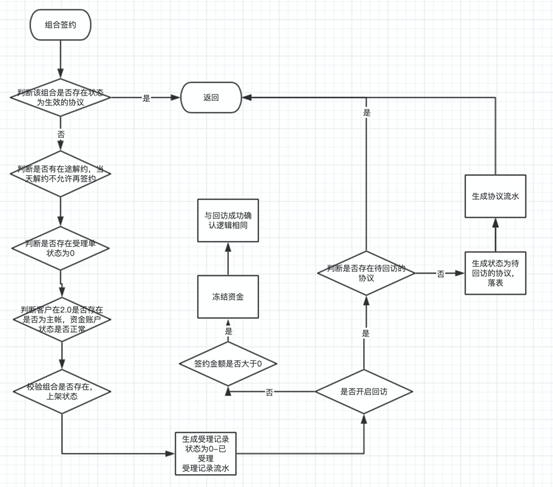 组合签约
判断该组合是否存在状态
为生效的协议
是
返回
否
判断是否有在途解约，当
天解约不允许再签约
判断是否存在受理单
状态为0
判断客户在2.0是否存在
是否为主帐，资金账户
状态是否正常
校验组合是否存在，
上架状态
生成受理记录
状态为0-已
受理
受理记录流水
是否开启回访
否
签约金额是否大于0
是
冻结资金
与回访成功确
认逻辑相同
是
判断是否存在待回访的
协议
是
否
生成状态为待
回访的协议，
落表
生成协议流水